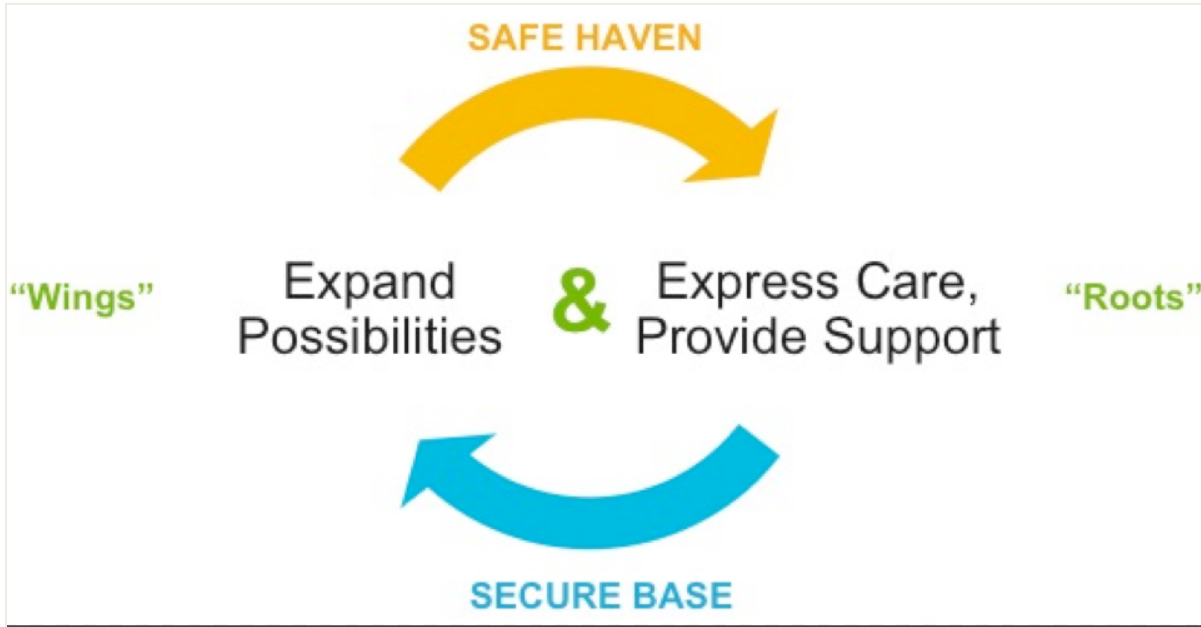 SAFE HAVEN
“Wings”
Expand
Possibilities
&
Express Care,
Provide Support
“Roots”
SECURE BASE